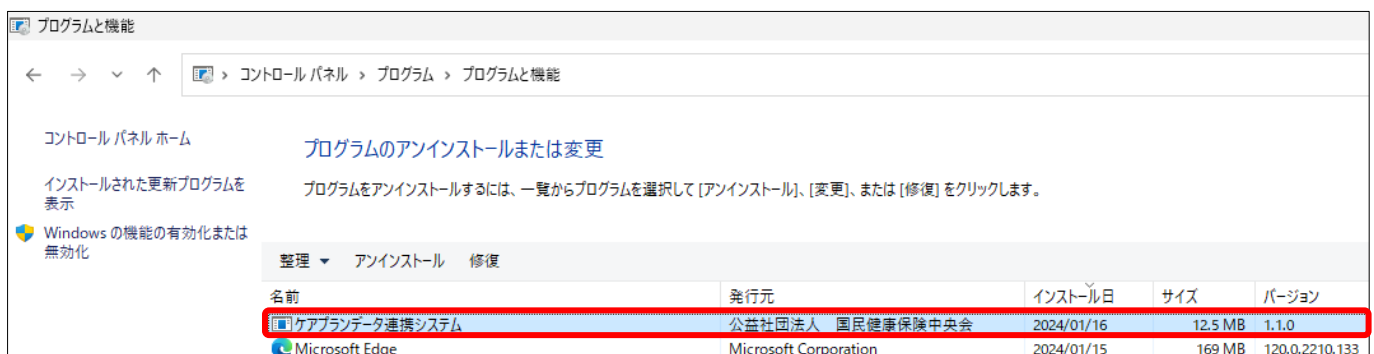 プログラムと機能
コントロール パネル › プログラム › プログラムと機能
コントロール パネル ホーム
インストールされた更新プログラムを
表示
Windows の機能の有効化または
無効化
プログラムのアンインストールまたは変更
プログラムをアンインストールするには、一覧からプログラムを選択して [アンインストール]、[変更]、または [修復] をクリックします。
整理 アンインストール 修復
名前 発行元 インストール日 サイズ バージョン
ケアプランデータ連携システム 公益社団法人　国民健康保険中央会 2024/01/16 12.5 MB 1.1.0
Microsoft Edge Microsoft Corporation 2024/01/15 169 MB 120.0.2210.133